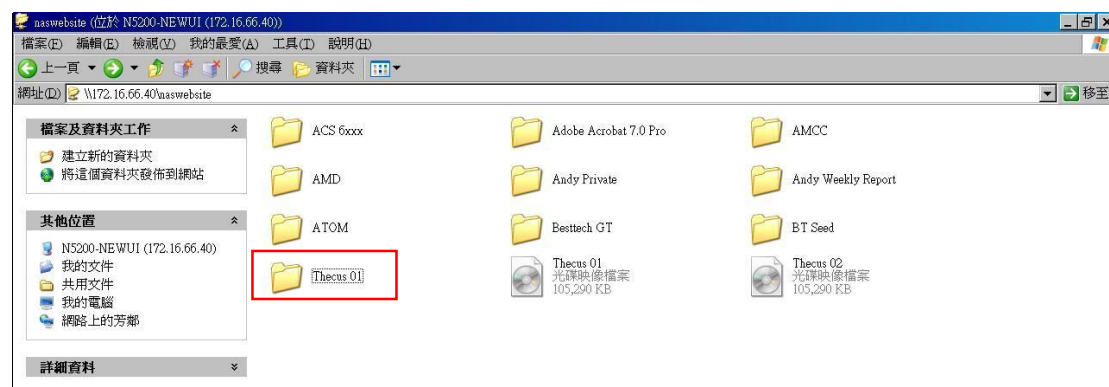 naswebsite (位於 N5200-NEWUI (172.16.66.40))
檔案(F) 編輯(E) 檢視(V) 我的最愛(A) 工具(T) 說明(H)
上一頁 搜尋 資料夾
網址(D) \\172.16.66.40\naswebsite 移至
檔案及資料夾工作
建立新的資料夾
將這個資料夾發佈到網站
其他位置
N5200-NEWUI (172.16.66.40)
我的文件
共用文件
我的電腦
網路上的芳鄰
詳細資料
ACS 6xxx
Adobe Acrobat 7.0 Pro
AMCC
AMD
Andy Private
Andy Weekly Report
ATOM
Besttech GT
BT Seed
Thecus 01
Thecus 01
光碟映像檔案
105,290 KB
Thecus 02
光碟映像檔案
105,290 KB